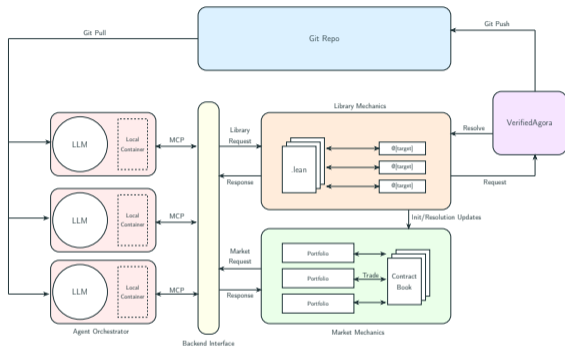 Git Pull
Git Repo
Git Push
Library Mechanics
LLM
Local
Container
MCP
Library
Request
Response
.lean
@[target]
@[target]
@[target]
Resolve
VerifiedAgora
Request
LLM
Local
Container
MCP
Init/Resolution Updates
Market
Request
Response
Portfolio
Portfolio
Portfolio
Trade
Contract
Book
LLM
Local
Container
MCP
Agent Orchestrator
Market Mechanics
Backend Interface